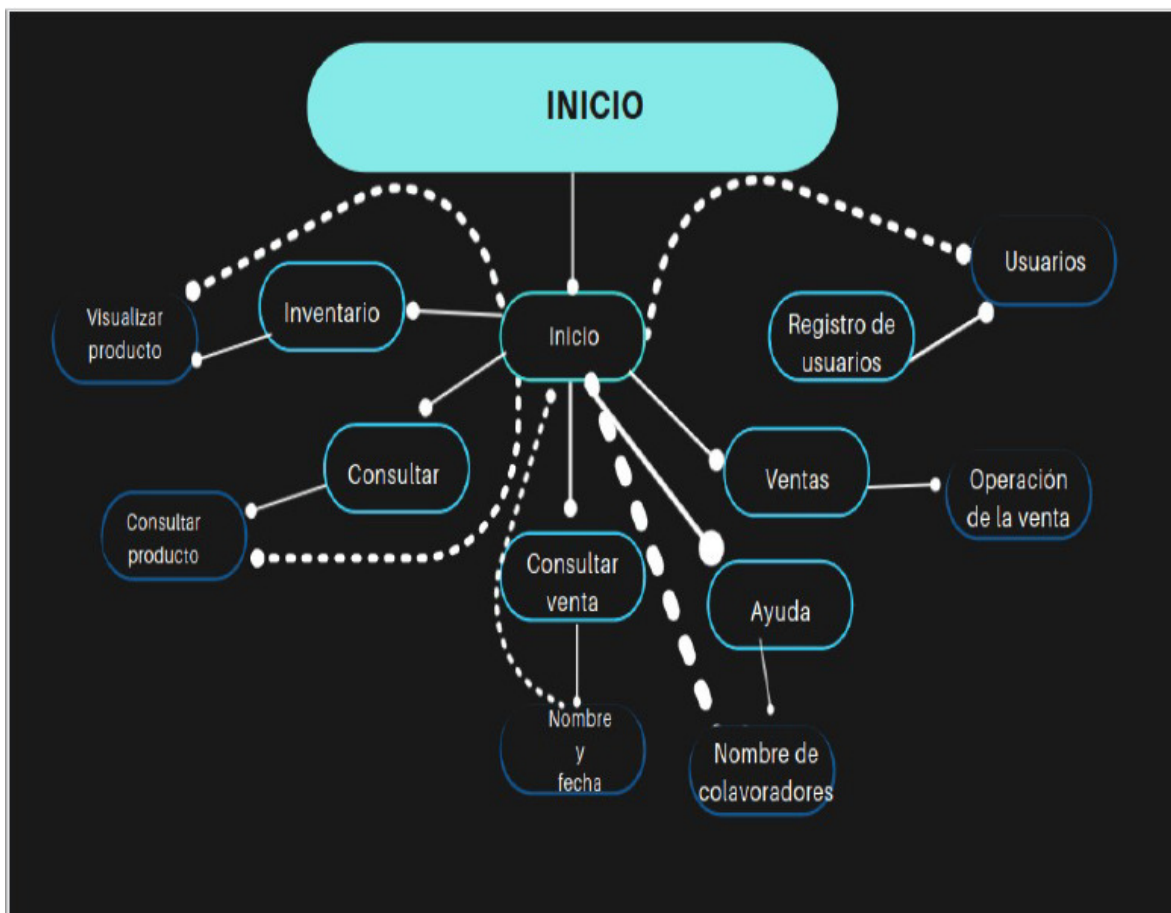 INICIO
Usuarios
Visualizar
producto
Inventario
Inicio
Registro de
usuarios
Consultar
Ventas
Operación
de la venta
Consultar
producto
Consultar
venta
Ayuda
Nombre
y
fecha
Nombre de
colavoradores